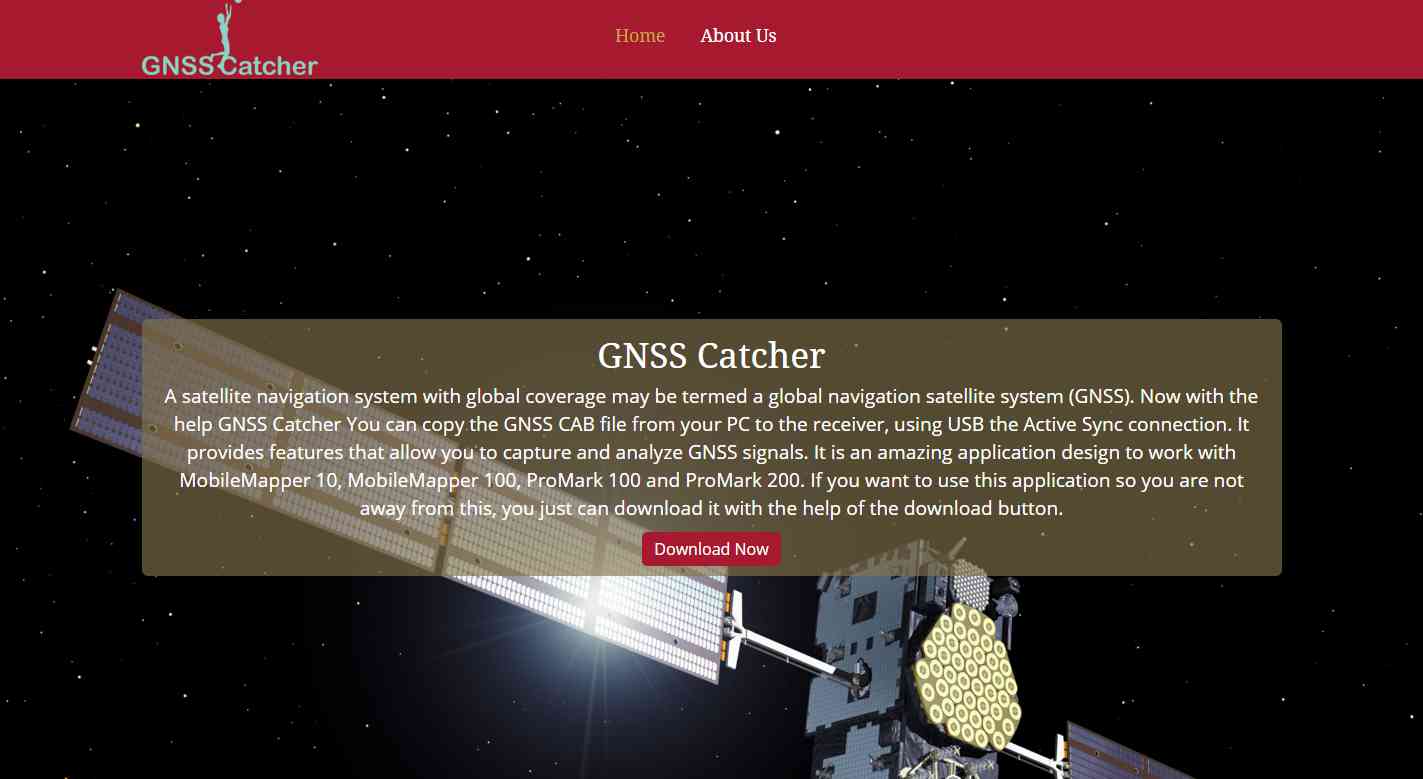 GNSS Catcher
Home
About Us
GNSS Catcher
A satellite navigation system with global coverage may be termed a global navigation satellite system (GNSS). Now with the
help GNSS Catcher You can copy the GNSS CAB file from your PC to the receiver, using USB the Active Sync connection. It
provides features that allow you to capture and analyze GNSS signals. It is an amazing application design to work with
MobileMapper 10, MobileMapper 100, ProMark 100 and ProMark 200. If you want to use this application so you are not
away from this, you just can download it with the help of the download button.
Download Now